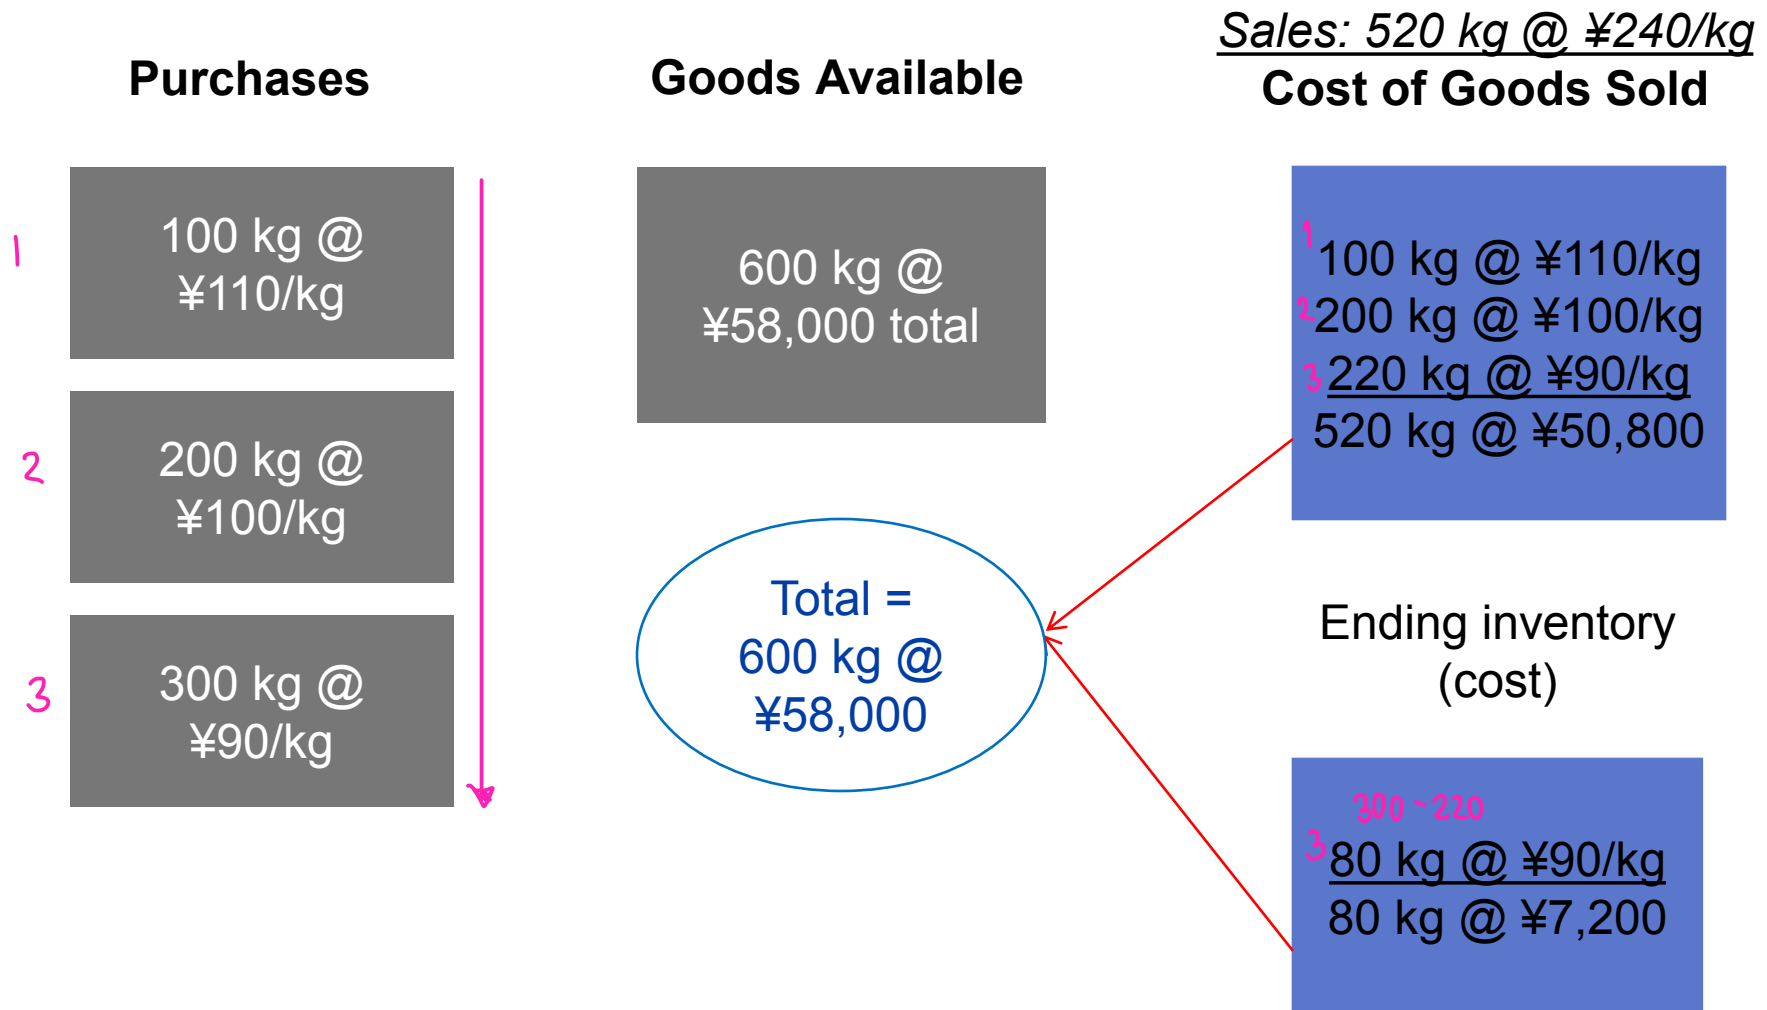 Sales: 520 kg @ ¥240/kg
Purchases
Goods Available
Cost of Goods Sold
1
100 kg @
¥110/kg
2
200 kg @
¥100/kg
3
300 kg @
¥90/kg
600 kg @
¥58,000 total
Total =
600 kg @
¥58,000
1 100 kg @ ¥110/kg
2 200 kg @ ¥100/kg
3 220 kg @ ¥90/kg
520 kg @ ¥50,800
Ending inventory
(cost)
300-220
3 80 kg @ ¥90/kg
80 kg @ ¥7,200